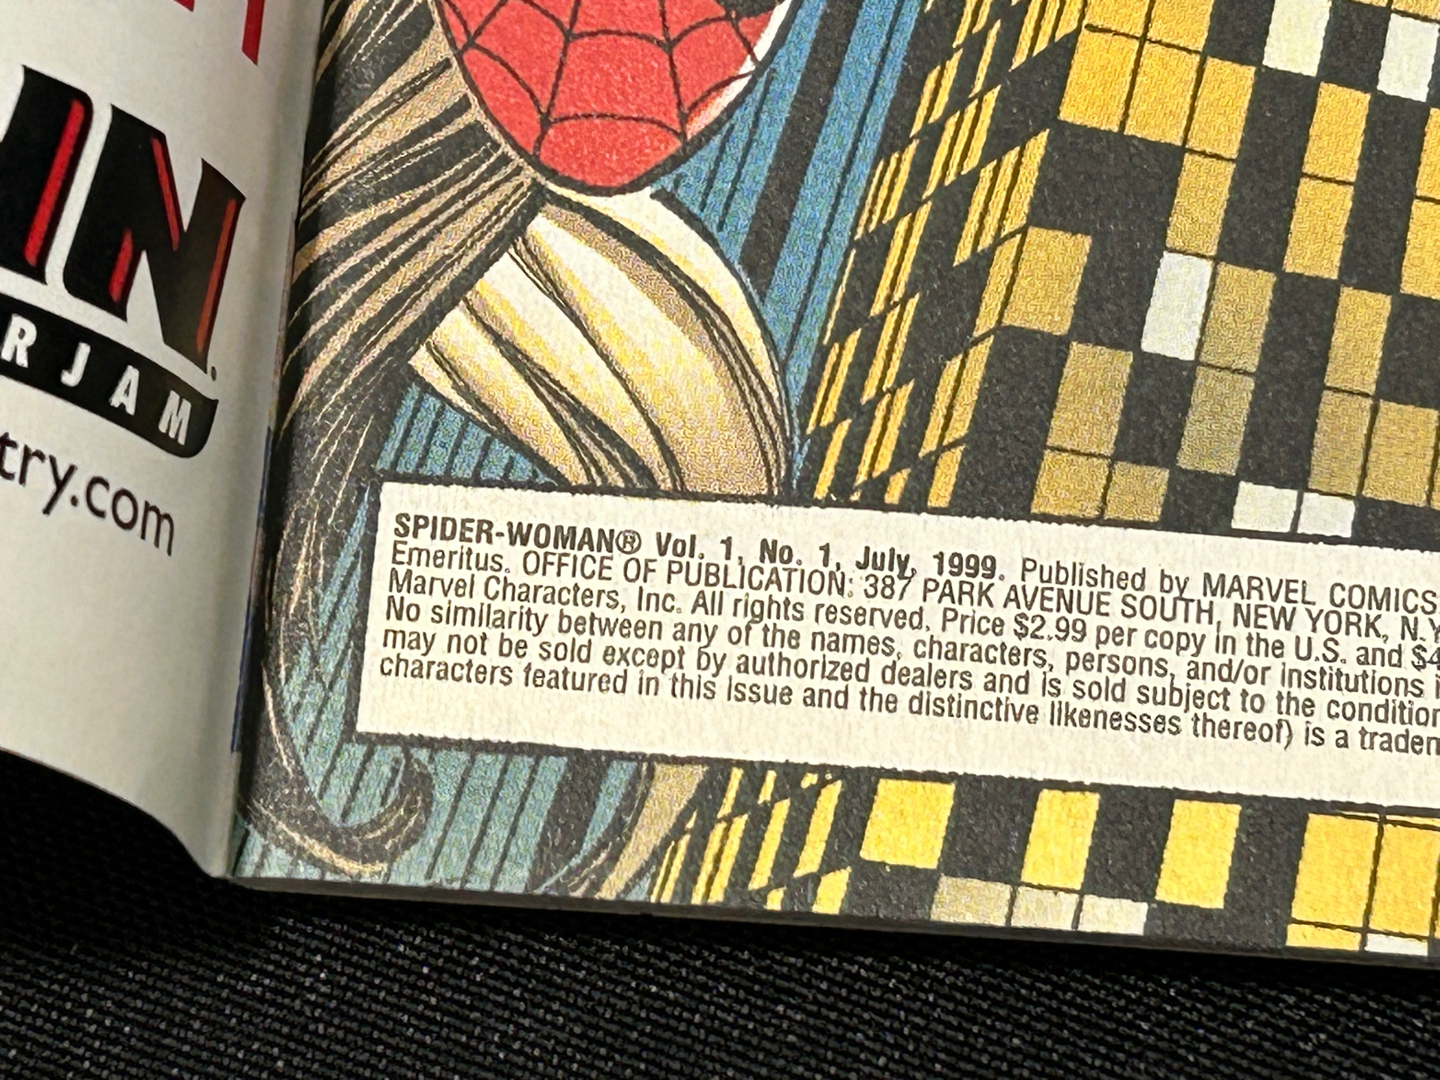 IN
RJAM
try.com
SPIDER-WOMAN® Vol. 1, No. 1, July, 1999. Published by MARVEL COMICS,
Emeritus. OFFICE OF PUBLICATION: 387 PARK AVENUE SOUTH, NEW YORK, N.Y
Marvel Characters, Inc. All rights reserved. Price $2.99 per copy in the U.S. and $4
No similarity between any of the names, characters, persons, and/or institutions i
may not be sold except by authorized dealers and is sold subject to the condition
characters featured in this issue and the distinctive likenesses thereof) is a tradem